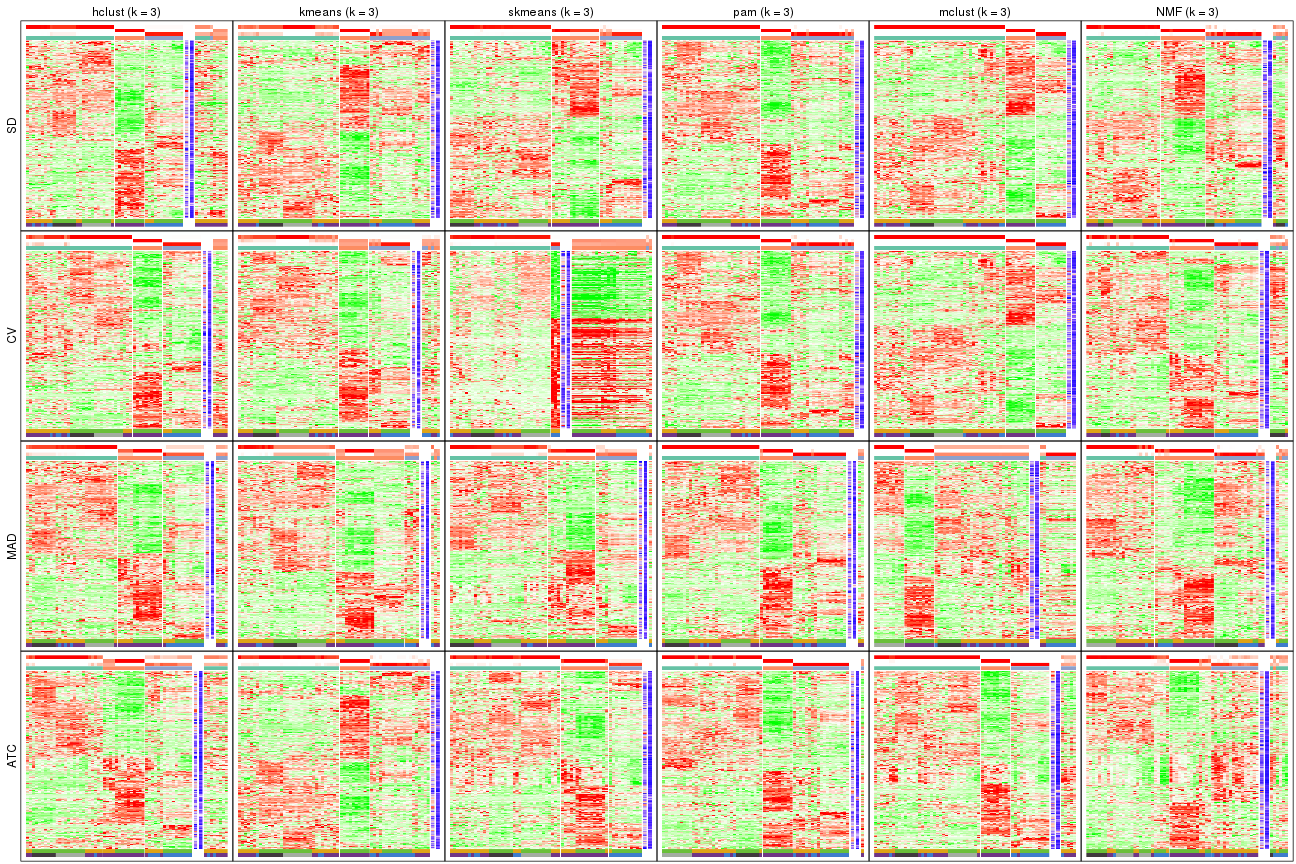 hclust (k = 3) kmeans (k = 3) skmeans (k = 3) pam (k = 3) mclust (k = 3) NMF (k = 3)
SD
CV
MAD
ATC